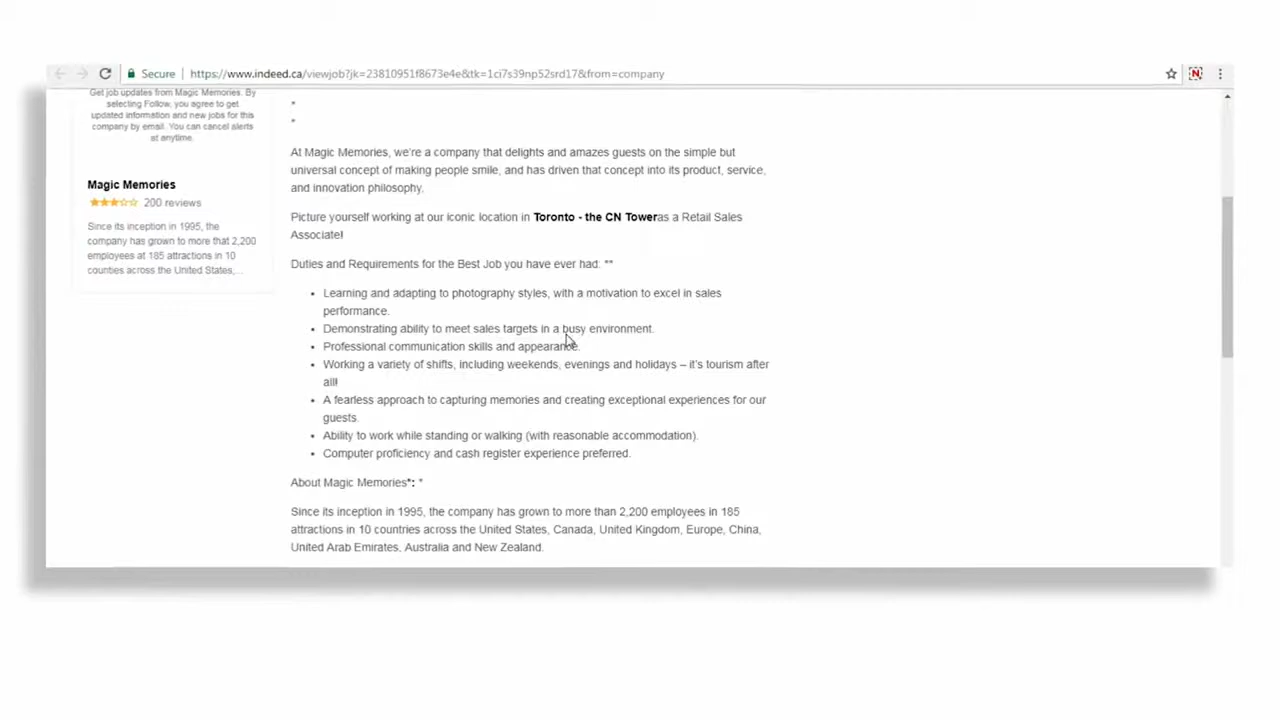 Secure
https://www.indeed.ca/viewjob?jk=23810951f8673e4e&tk=1ci7s39np52srd17&from=company
N
Get job updates from Magic Memories. By
selecting Follow, you agree to get
updated information and new jobs for this
company by email. You can cancel alerts
at anytime.
Magic Memories
200 reviews
Since its inception in 1995, the
company has grown to more that 2,200
employees at 185 attractions in 10
counties across the United States,...
*
*
At Magic Memories, we're a company that delights and amazes guests on the simple but
universal concept of making people smile, and has driven that concept into its product, service,
and innovation philosophy.
Picture yourself working at our iconic location in Toronto - the CN Toweras a Retail Sales
Associate!
Duties and Requirements for the Best Job you have ever had: **
• Learning and adapting to photography styles, with a motivation to excel in sales
performance.
• Demonstrating ability to meet sales targets in a busy environment.
• Professional communication skills and appearance.
• Working a variety of shifts, including weekends, evenings and holidays – it's tourism after
all!
• A fearless approach to capturing memories and creating exceptional experiences for our
guests.
• Ability to work while standing or walking (with reasonable accommodation).
• Computer proficiency and cash register experience preferred.
About Magic Memories*: *
Since its inception in 1995, the company has grown to more than 2,200 employees in 185
attractions in 10 countries across the United States, Canada, United Kingdom, Europe, China,
United Arab Emirates, Australia and New Zealand.